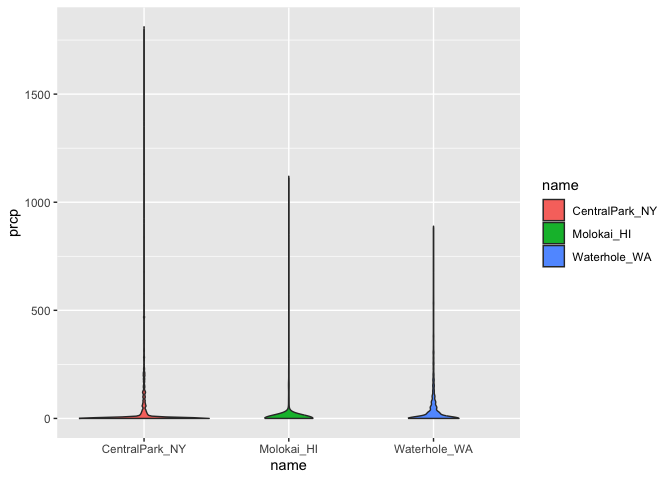 prcp
1500
1000
500
0
CentralPark_NY Molokai_HI Waterhole_WA
name
name
CentralPark_NY
Molokai_HI
Waterhole_WA